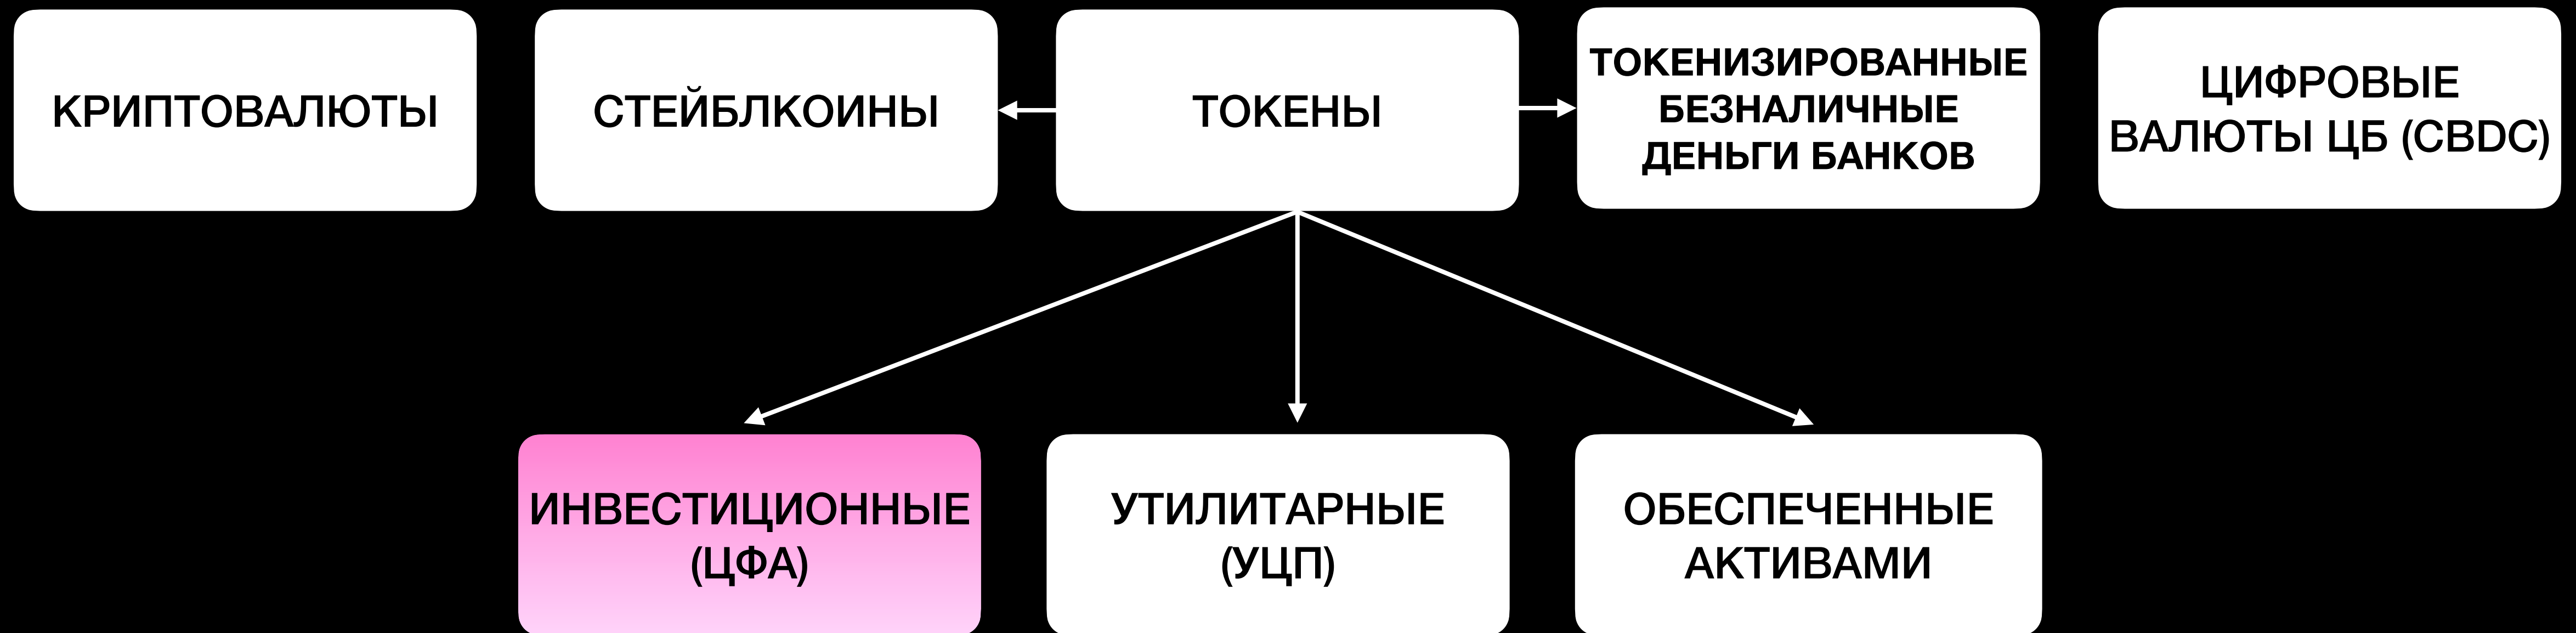 КРИПТОВАЛЮТЫ
СТЕЙБЛКОИНЫ
ТОКЕНЫ
ТОКЕНИЗИРОВАННЫЕ
БЕЗНАЛИЧНЫЕ
ДЕНЬГИ БАНКОВ
ЦИФРОВЫЕ
ВАЛЮТЫ ЦБ (CBDC)
ИНВЕСТИЦИОННЫЕ
(ЦФА)
УТИЛИТАРНЫЕ
(УЦП)
ОБЕСПЕЧЕННЫЕ
АКТИВАМИ